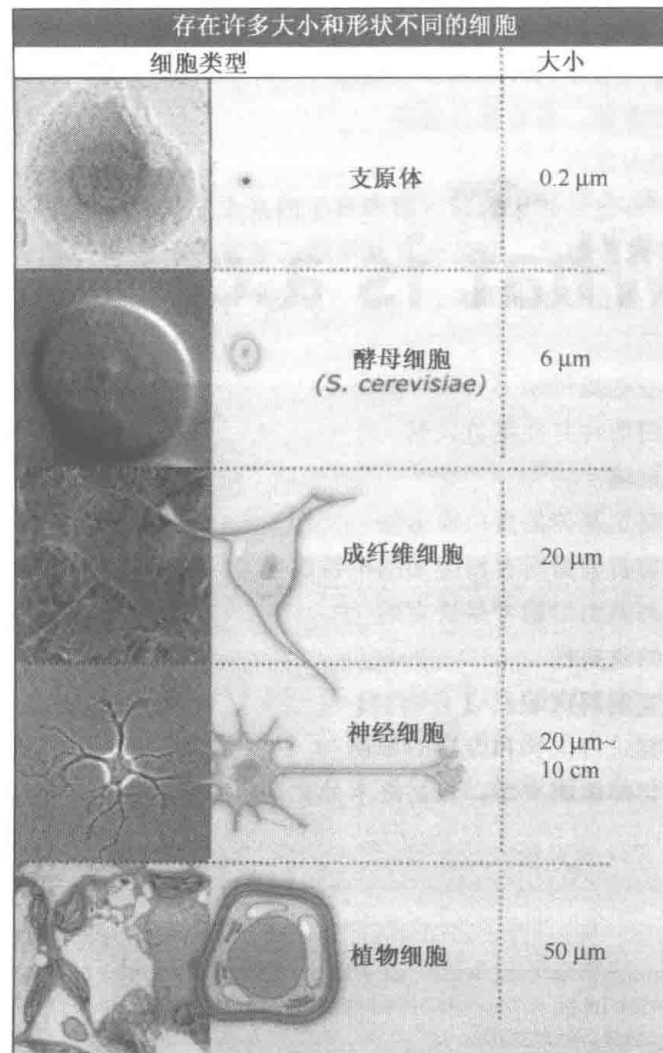 存在许多大小和形状不同的细胞
细胞类型 大小
支原体 0.2 μm
酵母细胞 6 μm
(S. cerevisiae)
成纤维细胞 20 μm
神经细胞 20 μm~
10 cm
植物细胞 50 μm